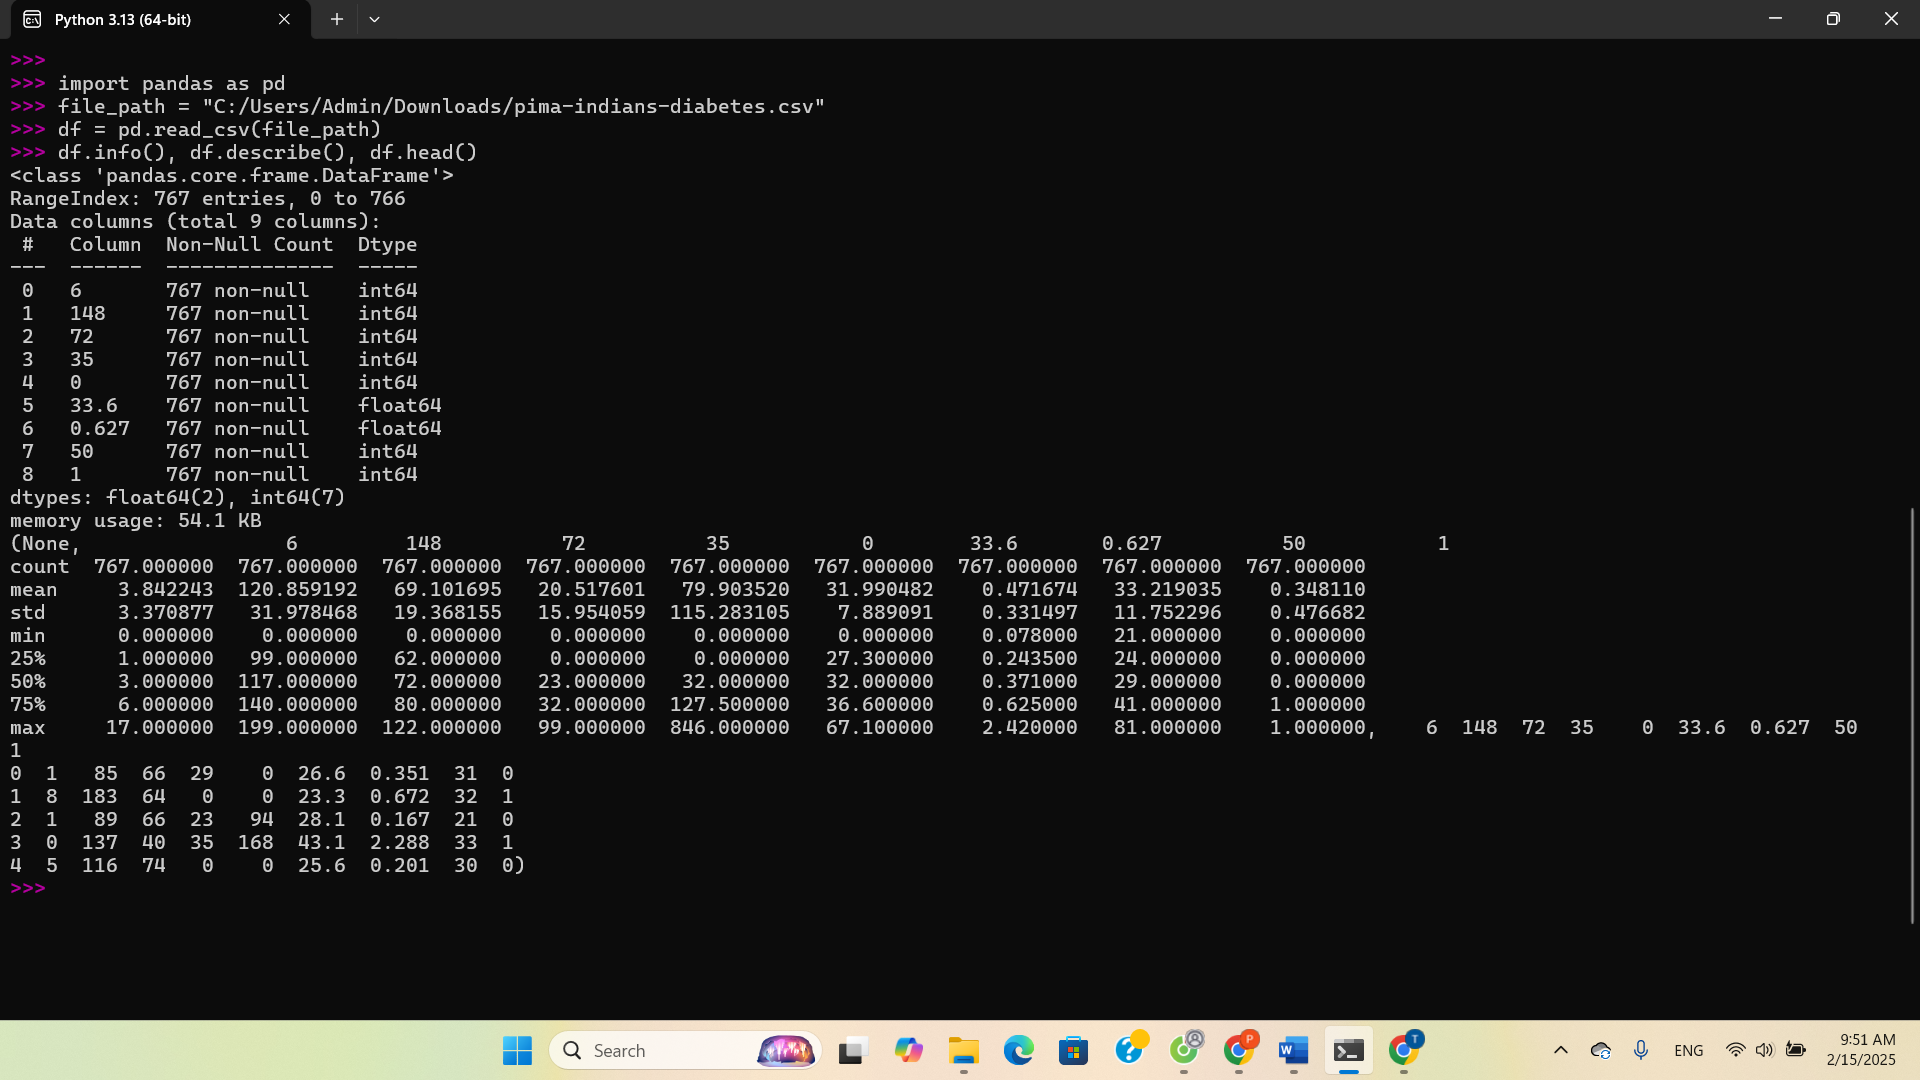 Python 3.13 (64-bit)
>>>
>>> import pandas as pd
>>> file_path = "C:/Users/Admin/Downloads/pima-indians-diabetes.csv"
>>> df = pd.read_csv(file_path)
>>> df.info(), df.describe(), df.head()
<class 'pandas.core.frame.DataFrame'>
RangeIndex: 767 entries, 0 to 766
Data columns (total 9 columns):
 #   Column  Non-Null Count  Dtype
---  ------  --------------  -----
 0   6       767 non-null    int64
 1   148     767 non-null    int64
 2   72      767 non-null    int64
 3   35      767 non-null    int64
 4   0       767 non-null    int64
 5   33.6    767 non-null    float64
 6   0.627   767 non-null    float64
 7   50      767 non-null    int64
 8   1       767 non-null    int64
dtypes: float64(2), int64(7)
memory usage: 54.1 KB
(None,                 6         148          72          35           0        33.6       0.627          50           1
count  767.000000  767.000000  767.000000  767.000000  767.000000  767.000000  767.000000  767.000000  767.000000
mean     3.842243  120.859192   69.101695   20.517601   79.903520   31.990482    0.471674   33.219035    0.348110
std      3.370877   31.978468   19.368155   15.954059  115.283105    7.889091    0.331497   11.752296    0.476682
min      0.000000    0.000000    0.000000    0.000000    0.000000    0.000000    0.078000   21.000000    0.000000
25%      1.000000   99.000000   62.000000    0.000000    0.000000   27.300000    0.243500   24.000000    0.000000
50%      3.000000  117.000000   72.000000   23.000000   32.000000   32.000000    0.371000   29.000000    0.000000
75%      6.000000  140.000000   80.000000   32.000000  127.500000   36.600000    0.625000   41.000000    1.000000
max     17.000000  199.000000  122.000000   99.000000  846.000000   67.100000    2.420000   81.000000    1.000000,    6  148  72  35    0  33.6  0.627  50
1
0  1   85  66  29    0  26.6  0.351  31  0
1  8  183  64   0    0  23.3  0.672  32  1
2  1   89  66  23   94  28.1  0.167  21  0
3  0  137  40  35  168  43.1  2.288  33  1
4  5  116  74   0    0  25.6  0.201  30  0)
>>>
Search
ENG
9:51 AM
2/15/2025